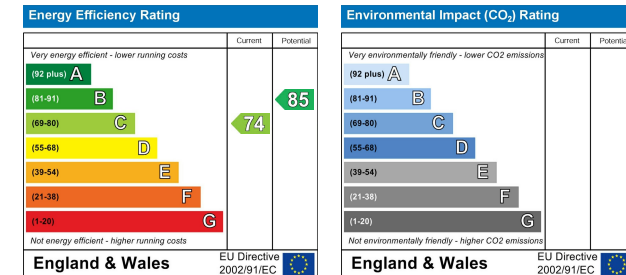 Energy Efficiency Rating
Current Potential
Very energy efficient - lower running costs
(92 plus) A
(81-91) B
85
(69-80) C
74
(55-68) D
(39-54) E
(21-38) F
(1-20) G
Not energy efficient - higher running costs
England & Wales
EU Directive
2002/91/EC
Environmental Impact (CO₂) Rating
Current Potential
Very environmentally friendly - lower CO2 emissions
(92 plus) A
(81-91) B
(69-80) C
(55-68) D
(39-54) E
(21-38) F
(1-20) G
Not environmentally friendly - higher CO2 emissions
England & Wales
EU Directive
2002/91/EC